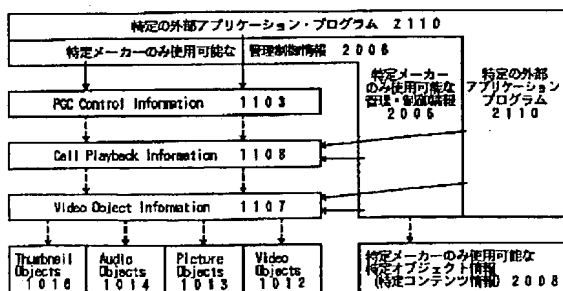 特定の外部アプリケーション・プログラム 2110
特定メーカーのみ使用可能な 管理制御情報 2006
特定メーカー
のみ使用可能な
管理・制御情報
2006
特定の外部
アプリケーション
プログラム
2110
PGC Control Information 1103
Cell Playback Information 1108
Video Object Information 1107
Thumbnail
Objects
1016
Audio
Objects
1014
Picture
Objects
1013
Video
Objects
1012
特定メーカーのみ使用可能な
特定オブジェクト情報
(特定コンテンツ情報) 2008